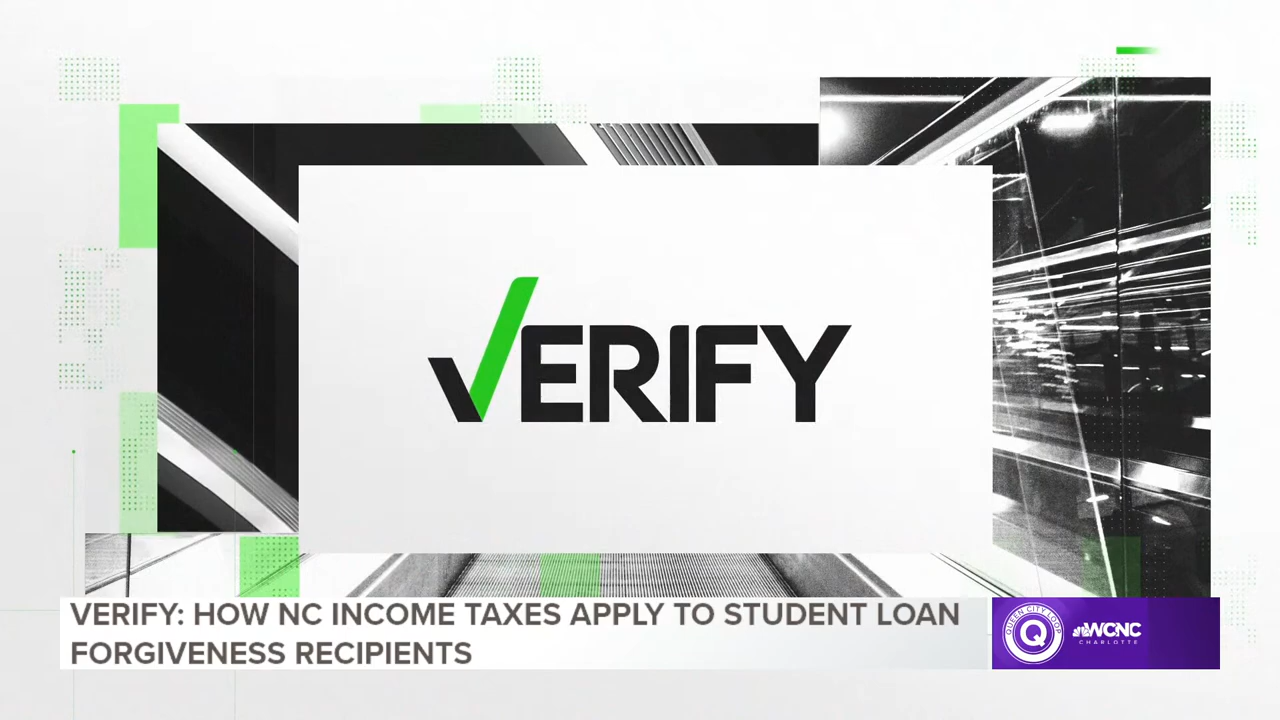 VERIFY
VERIFY: HOW NC INCOME TAXES APPLY TO STUDENT LOAN
FORGIVENESS RECIPIENTS
QUEEN CITY LOOP
Q
WCNC
CHARLOTTE